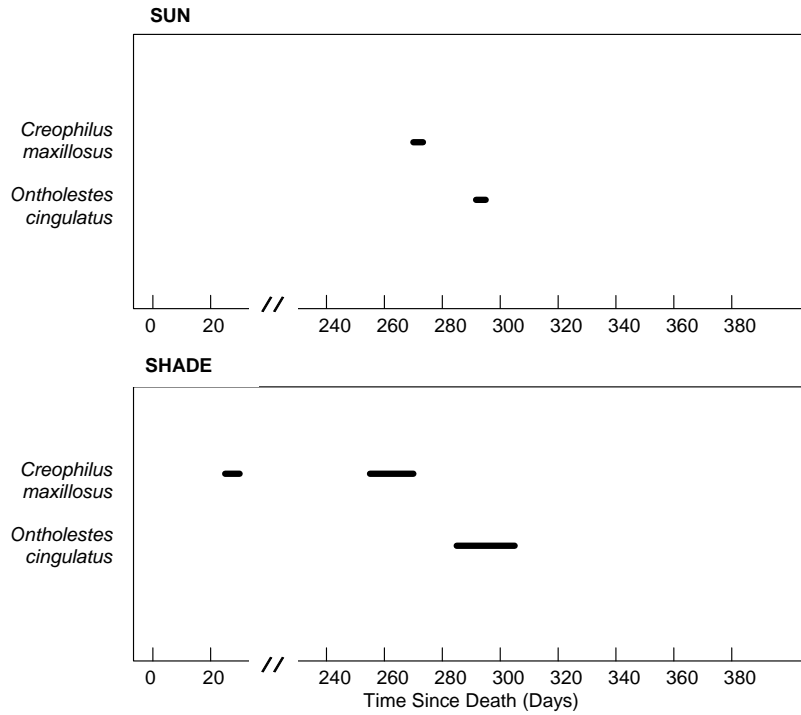 SUN
Creophilus
maxillosus
Ontholestes
cingulatus
0 20 // 240 260 280 300 320 340 360 380
SHADE
Creophilus
maxillosus
Ontholestes
cingulatus
0 20 // 240 260 280 300 320 340 360 380
Time Since Death (Days)